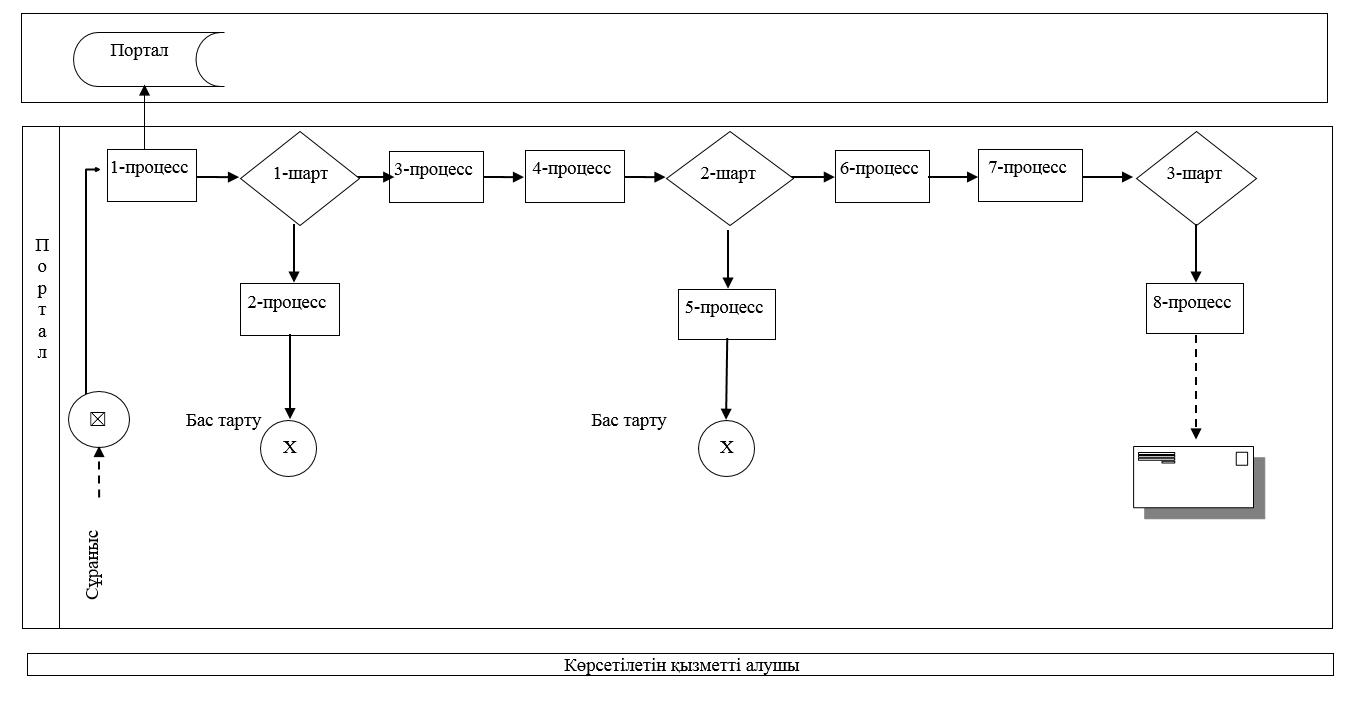 Портал
1-процесс
1-шарт
3-процесс
4-процесс
2-шарт
6-процесс
7-процесс
3-шарт
Портал
2-процесс
5-процесс
8-процесс
Бас тарту
X
Бас тарту
X
Сұраныс
Көрсетілетін қызметті алушы